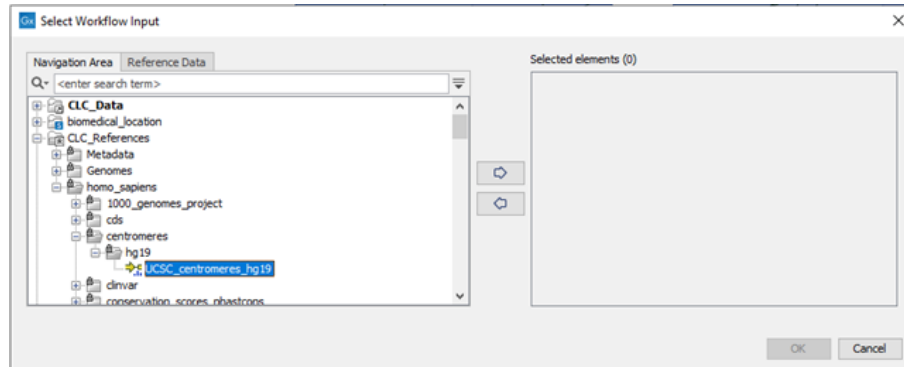 Gx Select Workflow Input
Navigation Area Reference Data
<enter search term>
CLC_Data
biomedical_location
CLC_References
Metadata
Genomes
homo_sapiens
1000_genomes_project
cds
centromeres
hg19
UCSC_centromeres_hg19
clinvar
conservation_scores_phastcons
Selected elements (0)
OK Cancel